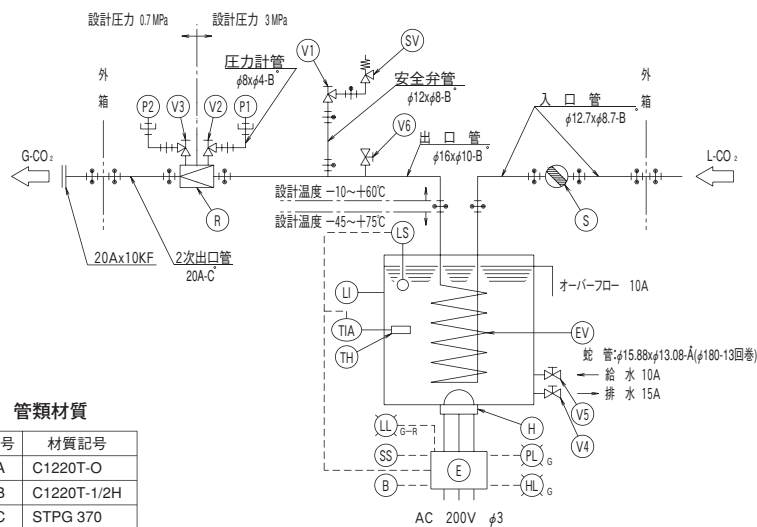 設計圧力 0.7MPa
設計圧力 3MPa
外箱
P2
V3
V2
P1
圧力計管
φ8xφ4-B°
V1
SV
安全弁管
φ12xφ8-B°
V6
出口管
φ16xφ10-B°
入口管
φ12.7xφ8.7-B°
外箱
G-CO₂
L-CO₂
R
S
20Ax10KF
2次出口管
20A-C°
設計温度 −10〜+60℃
設計温度 −45〜+75℃
LS
LI
オーバーフロー 10A
TIA
TH
EV
蛇 管:φ15.88xφ13.08-Å(φ180-13回巻)
給 水 10A
排 水 15A
V5
V4
H
LL
G-R
SS
B
E
PL
G
HL
G
AC 200V φ3
管類材質
号 材質記号
A C1220T-O
B C1220T-1/2H
C STPG 370